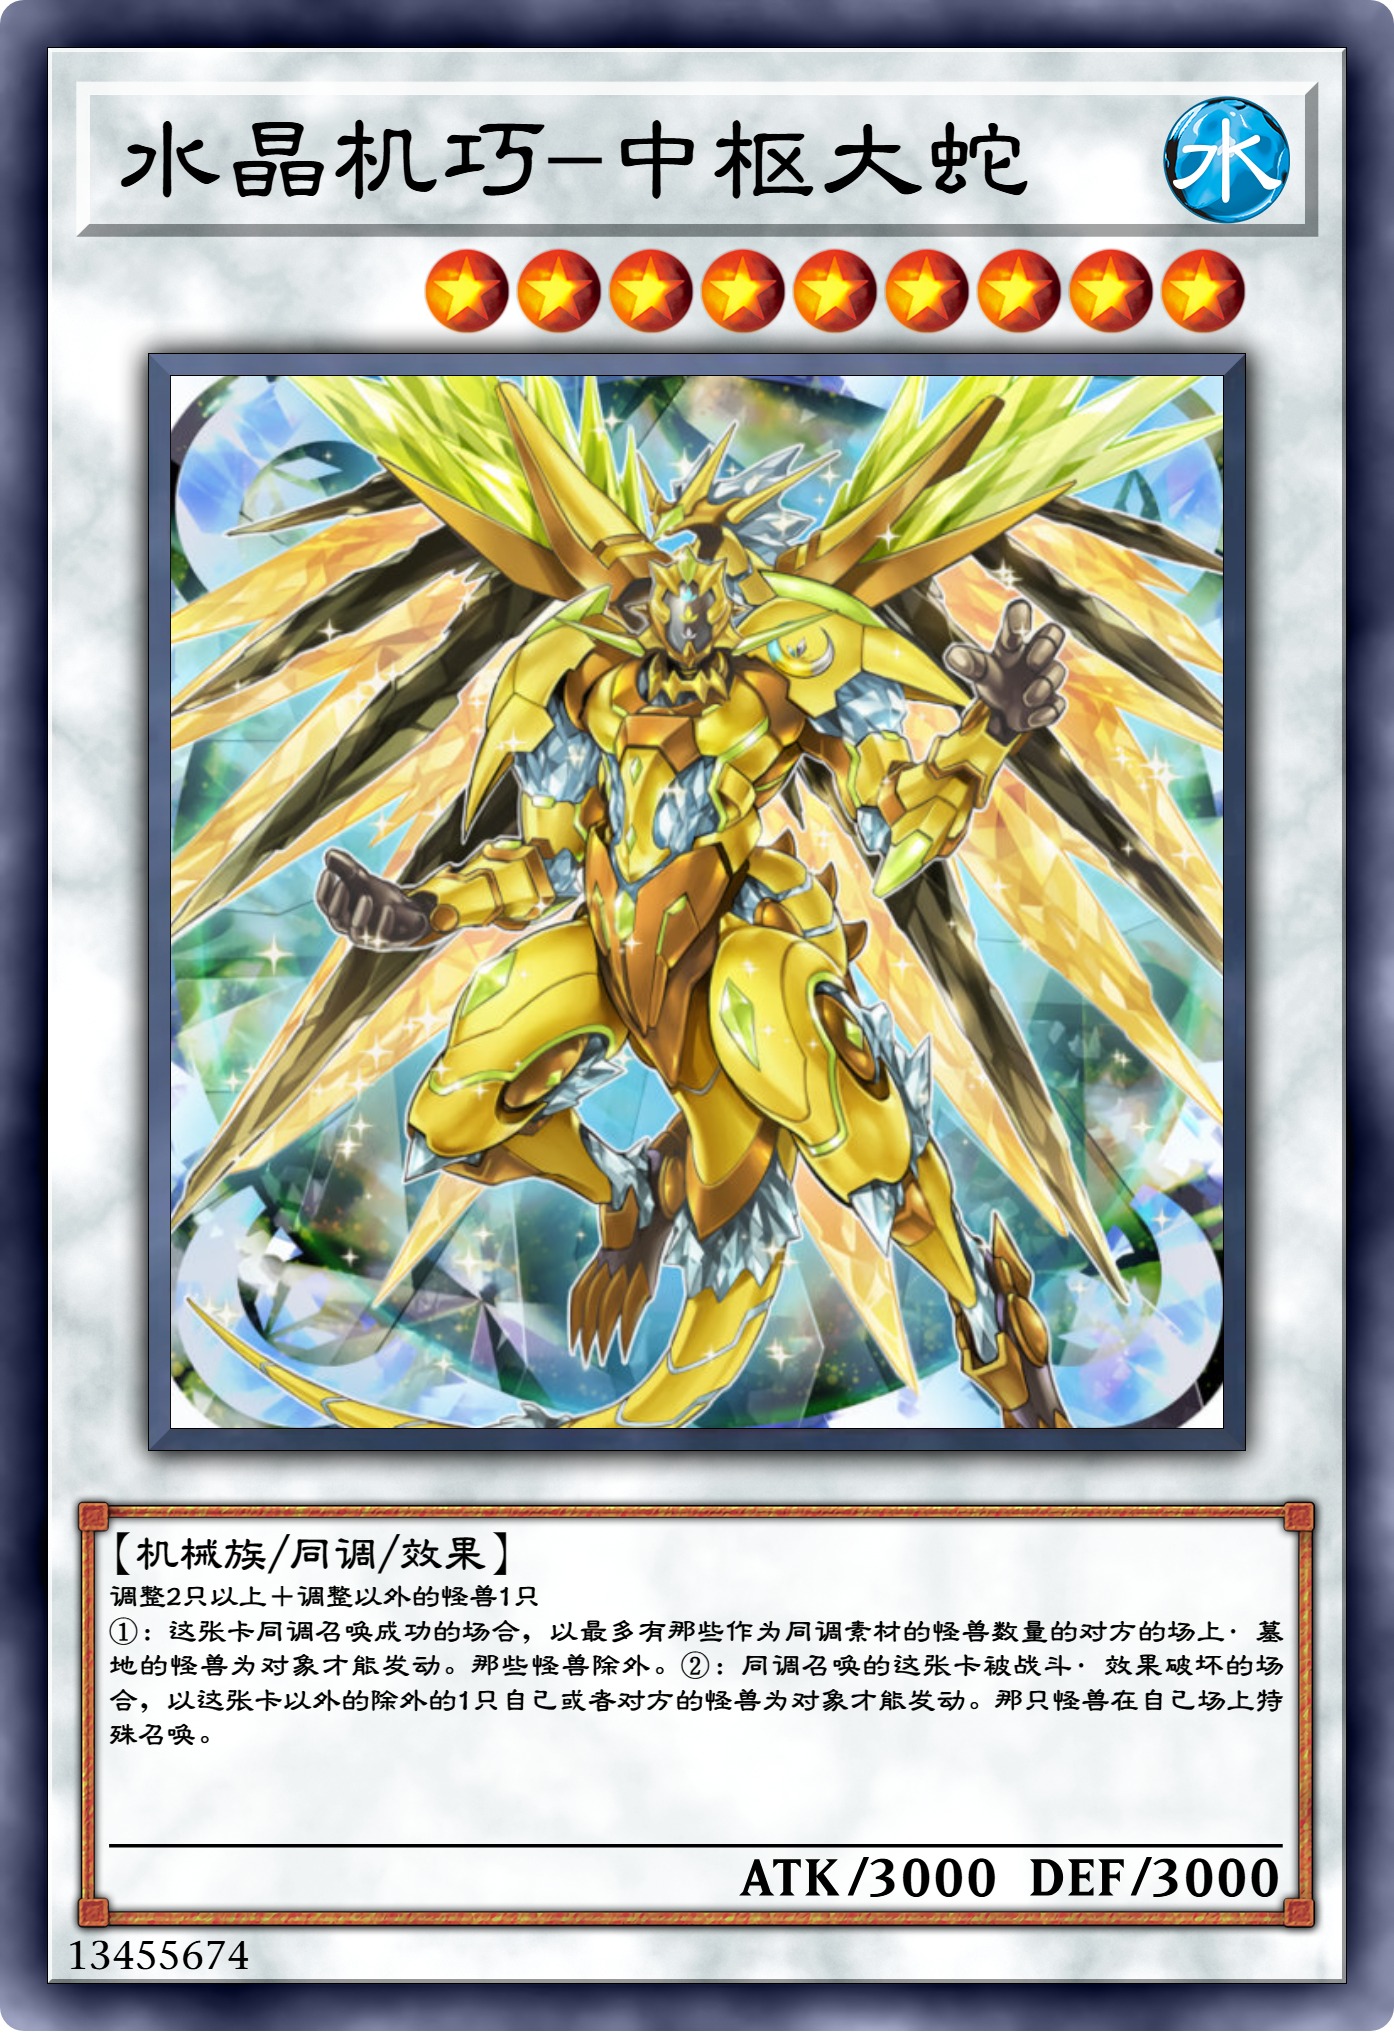 水晶机巧-中枢大蛇
水
【机械族/同调/效果】
调整2只以上＋调整以外的怪兽1只
①：这张卡同调召唤成功的场合，以最多有那些作为同调素材的怪兽数量的对方的场上·墓
地的怪兽为对象才能发动。那些怪兽除外。②：同调召唤的这张卡被战斗·效果破坏的场
合，以这张卡以外的除外的1只自己或者对方的怪兽为对象才能发动。那只怪兽在自己场上特
殊召唤。
ATK/3000 DEF/3000
13455674